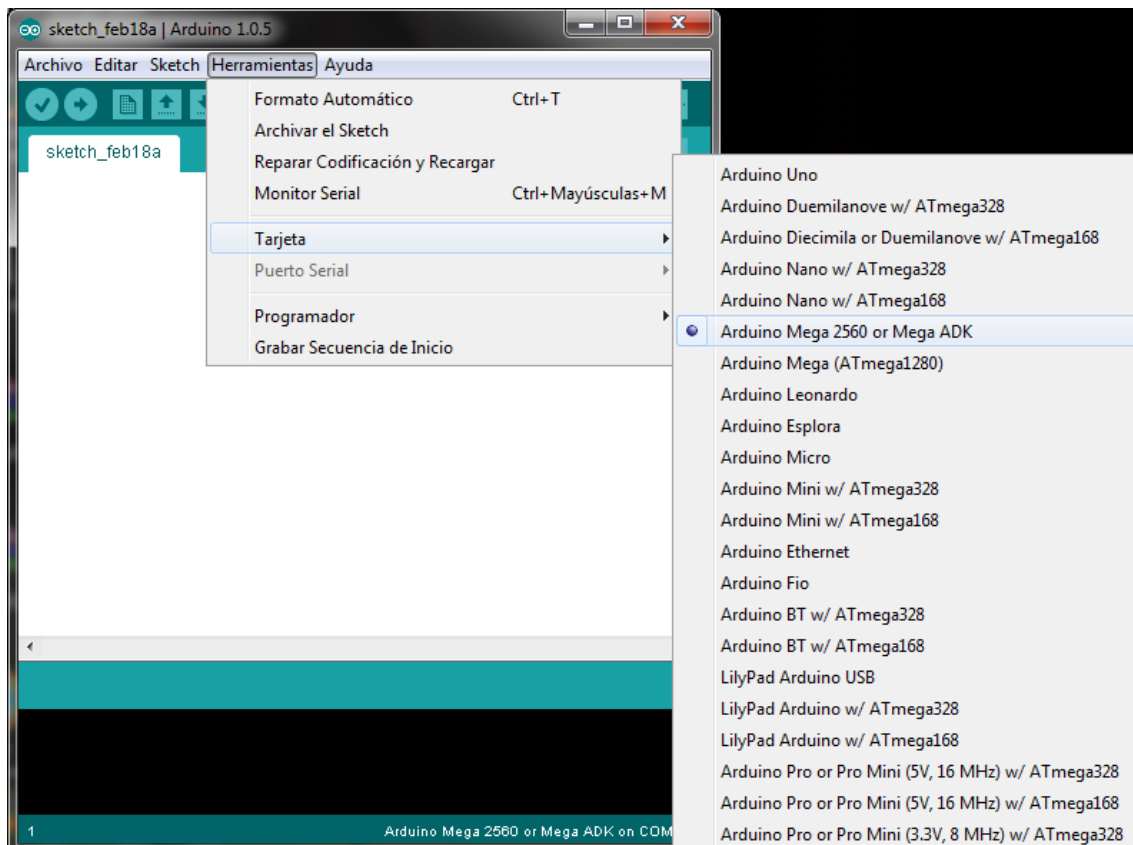 sketch_feb18a | Arduino 1.0.5
Archivo Editar Sketch Herramientas Ayuda
sketch_feb18a
Formato Automático Ctrl+T
Archivar el Sketch
Reparar Codificación y Recargar
Monitor Serial Ctrl+Mayúsculas+M
Tarjeta
Puerto Serial
Programador
Grabar Secuencia de Inicio
Arduino Uno
Arduino Duemilanove w/ ATmega328
Arduino Diecimila or Duemilanove w/ ATmega168
Arduino Nano w/ ATmega328
Arduino Nano w/ ATmega168
Arduino Mega 2560 or Mega ADK
Arduino Mega (ATmega1280)
Arduino Leonardo
Arduino Esplora
Arduino Micro
Arduino Mini w/ ATmega328
Arduino Mini w/ ATmega168
Arduino Ethernet
Arduino Fio
Arduino BT w/ ATmega328
Arduino BT w/ ATmega168
LilyPad Arduino USB
LilyPad Arduino w/ ATmega328
LilyPad Arduino w/ ATmega168
Arduino Pro or Pro Mini (5V, 16 MHz) w/ ATmega328
Arduino Pro or Pro Mini (5V, 16 MHz) w/ ATmega168
Arduino Pro or Pro Mini (3.3V, 8 MHz) w/ ATmega328
1 Arduino Mega 2560 or Mega ADK on COM